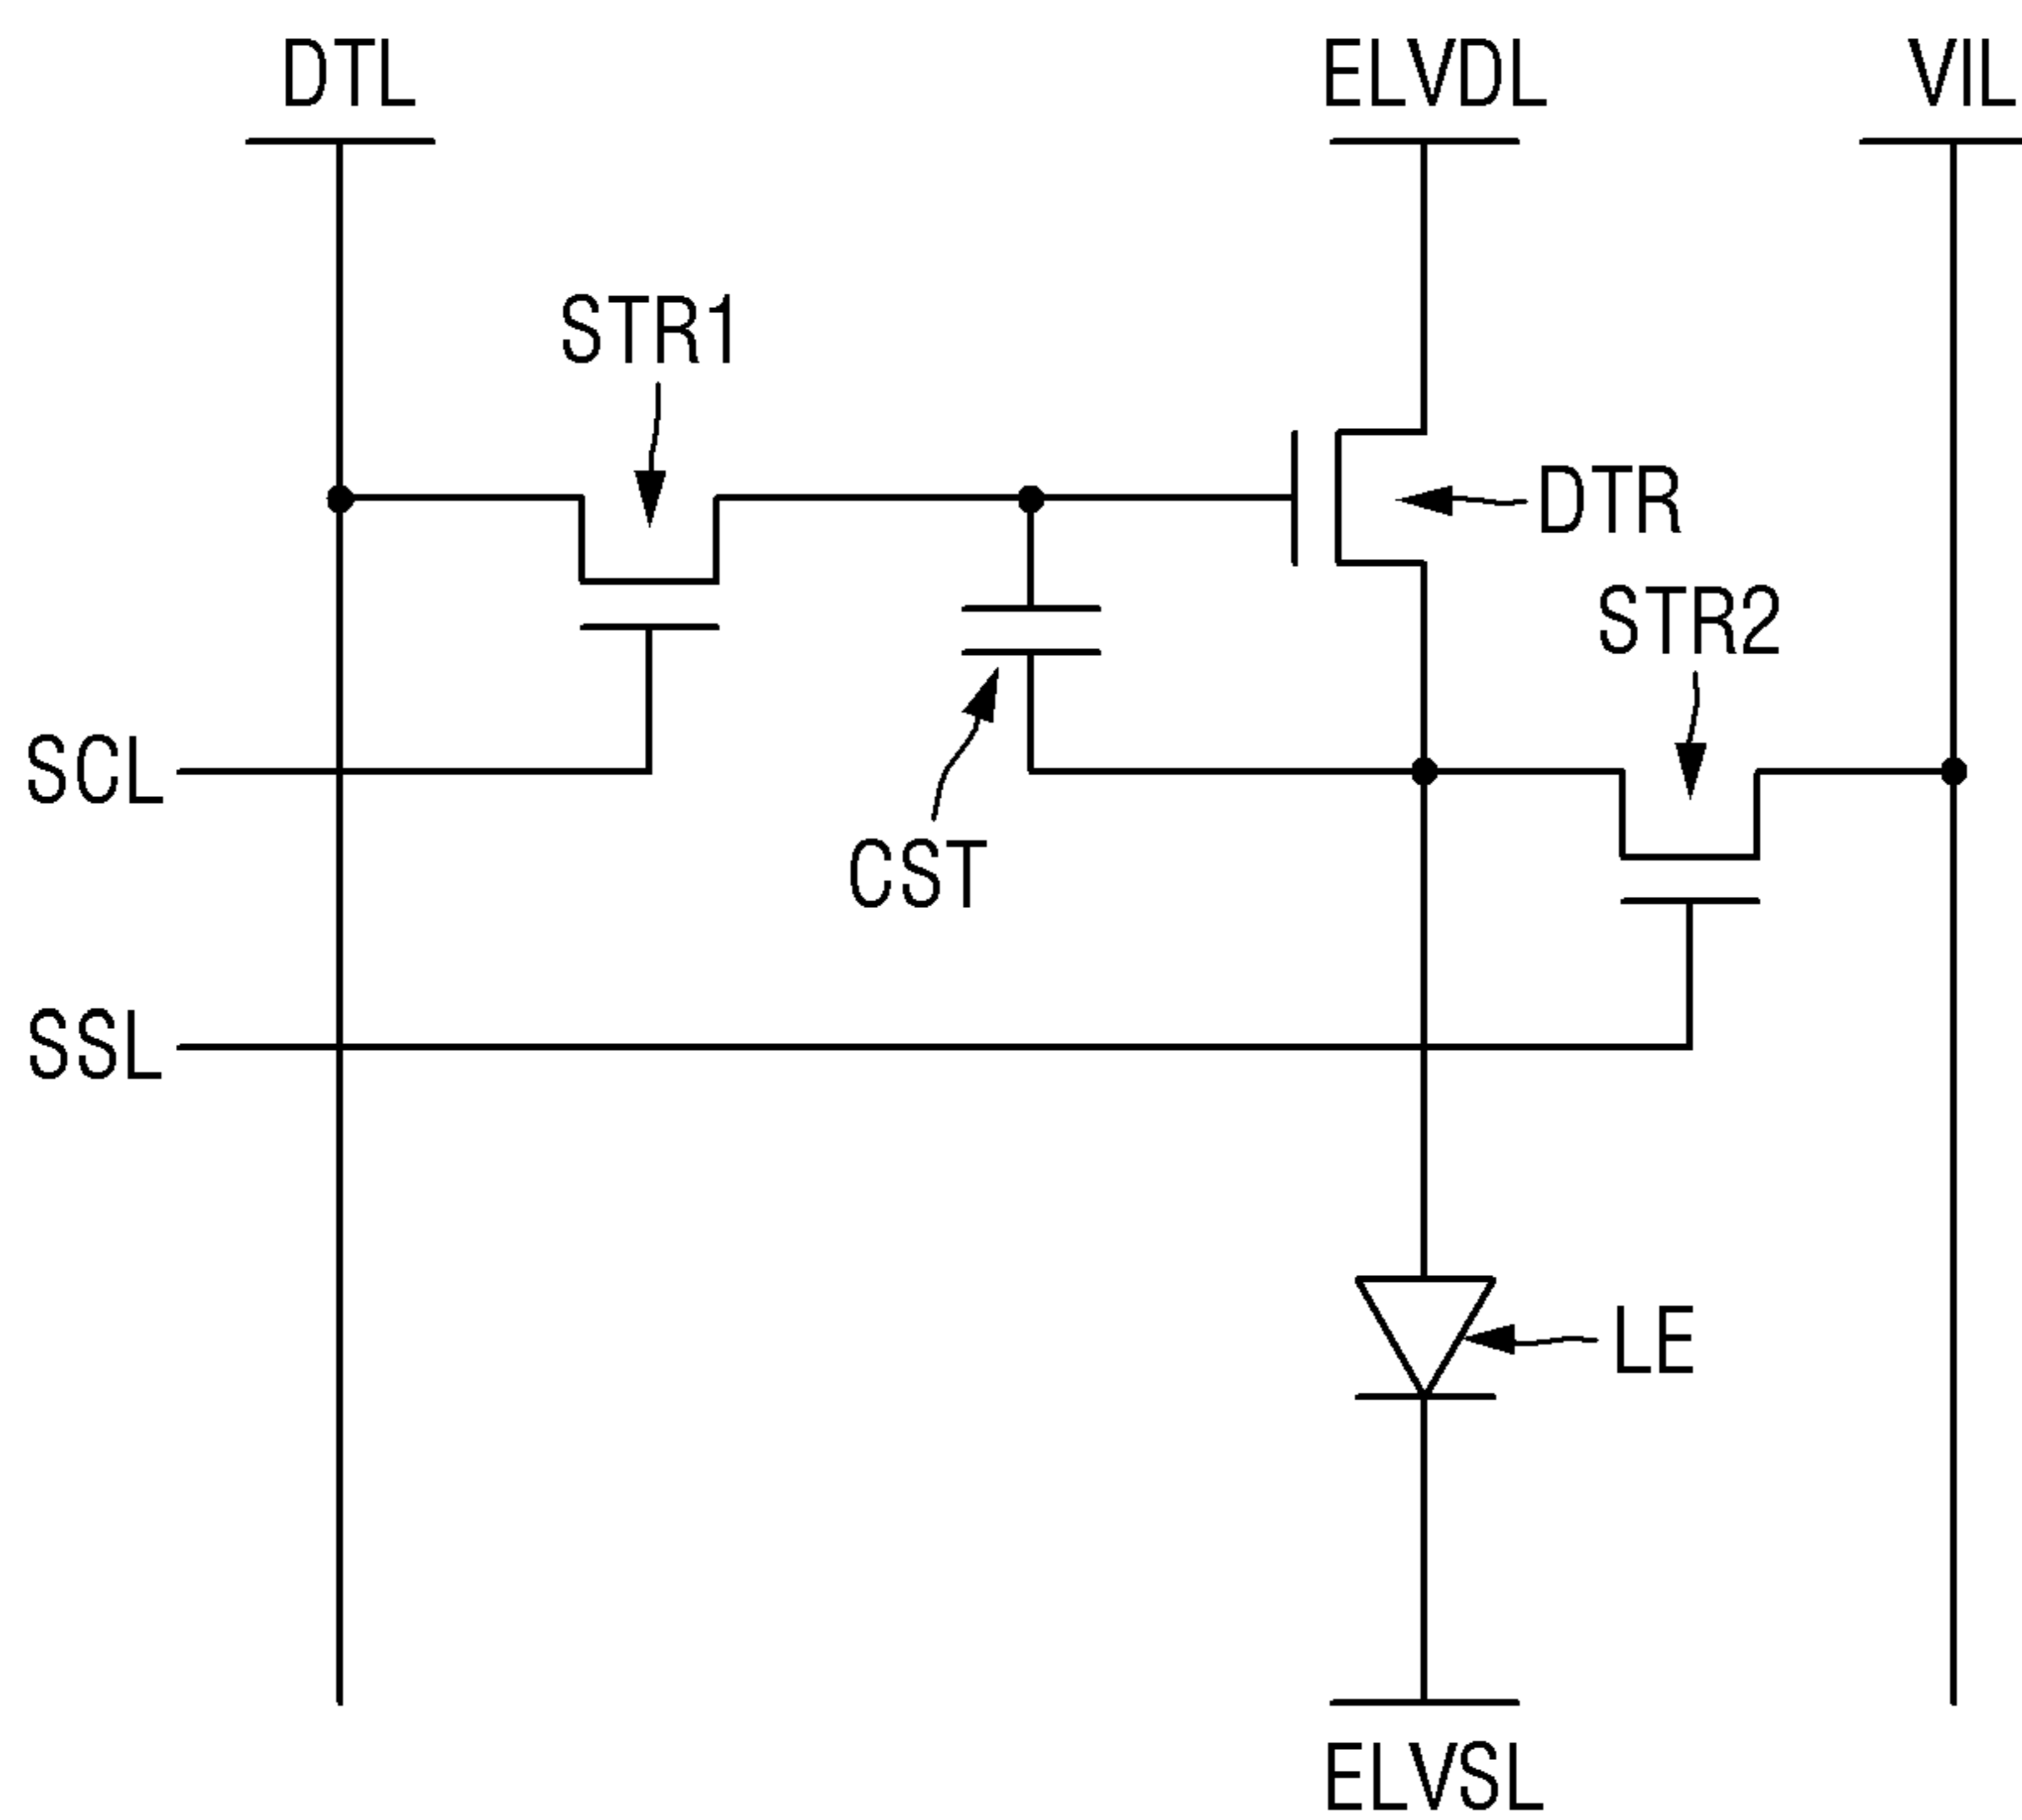 DTL
ELVDL
VIL
STR1
DTR
STR2
SCL
CST
SSL
LE
ELVSL